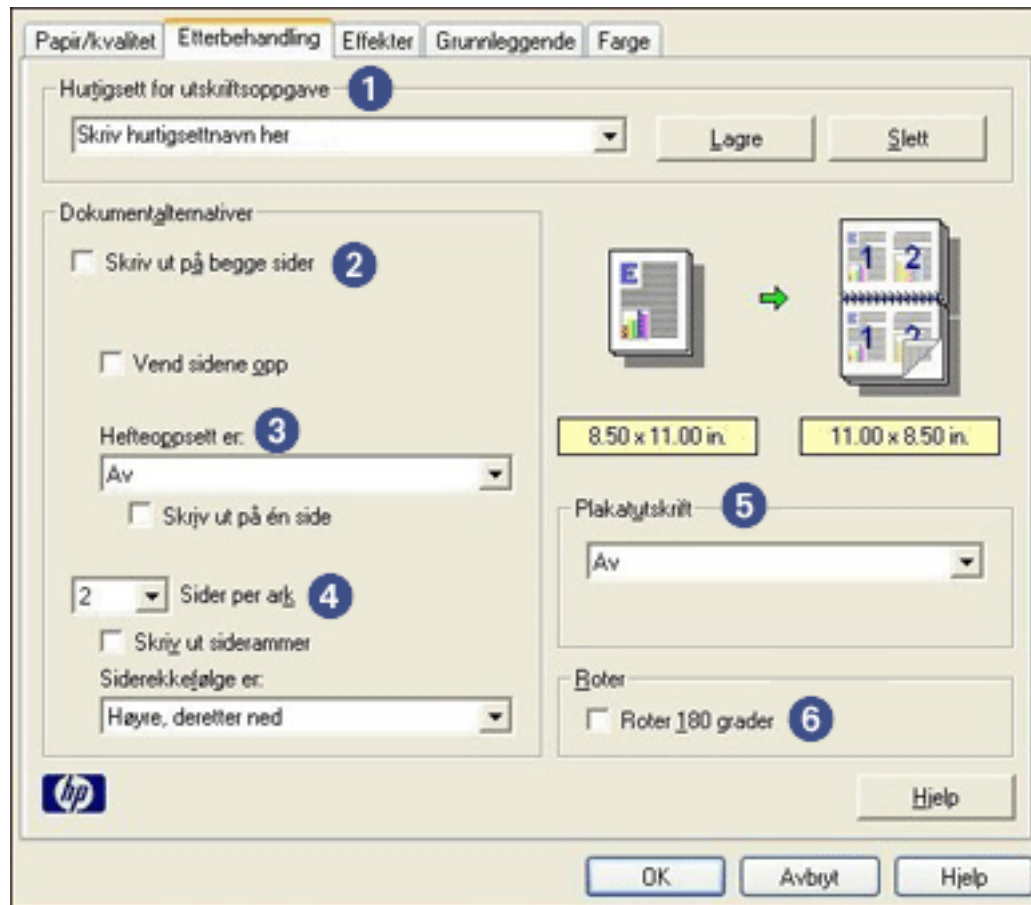 Papir/kvalitet Etterbehandling Effekter Grunnleggende Farge
Hurtigsett for utskriftsoppgave 1
Skriv hurtigsettnavn her Lagre Slett
Dokumentalternativer
Skriv ut på begge sider 2
Vend sidene opp
Hefteoppsett er: 3
Av
Skriv ut på én side
2 Sider per ark 4
Skriv ut siderammer
Siderekkefølge er:
Høyre, deretter ned
E
E 1 2
E 1 2
8.50 x 11.00 in. 11.00 x 8.50 in.
Plakatutskrift 5
Av
Roter
Roter 180 grader 6
hp
Hjelp
OK Avbryt Hjelp